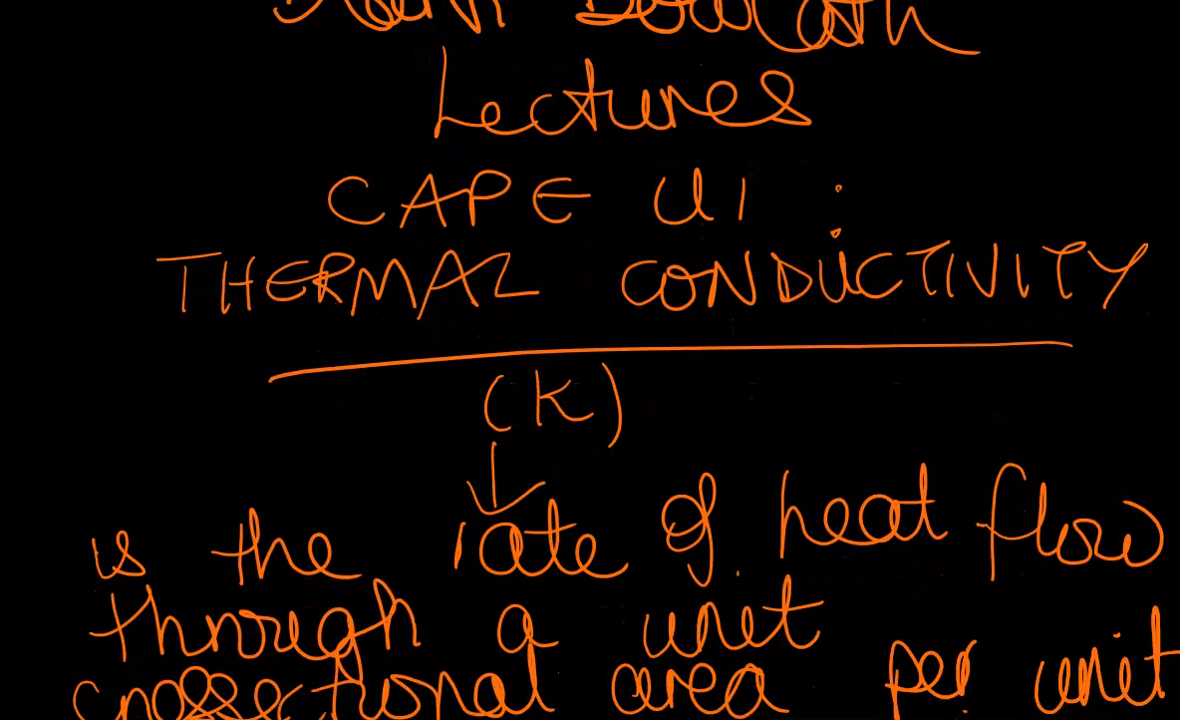 Lectures
CAPE U1 :
THERMAL CONDUCTIVITY
(K)
is the rate of heat flow
through a unit
crossectional area per unit